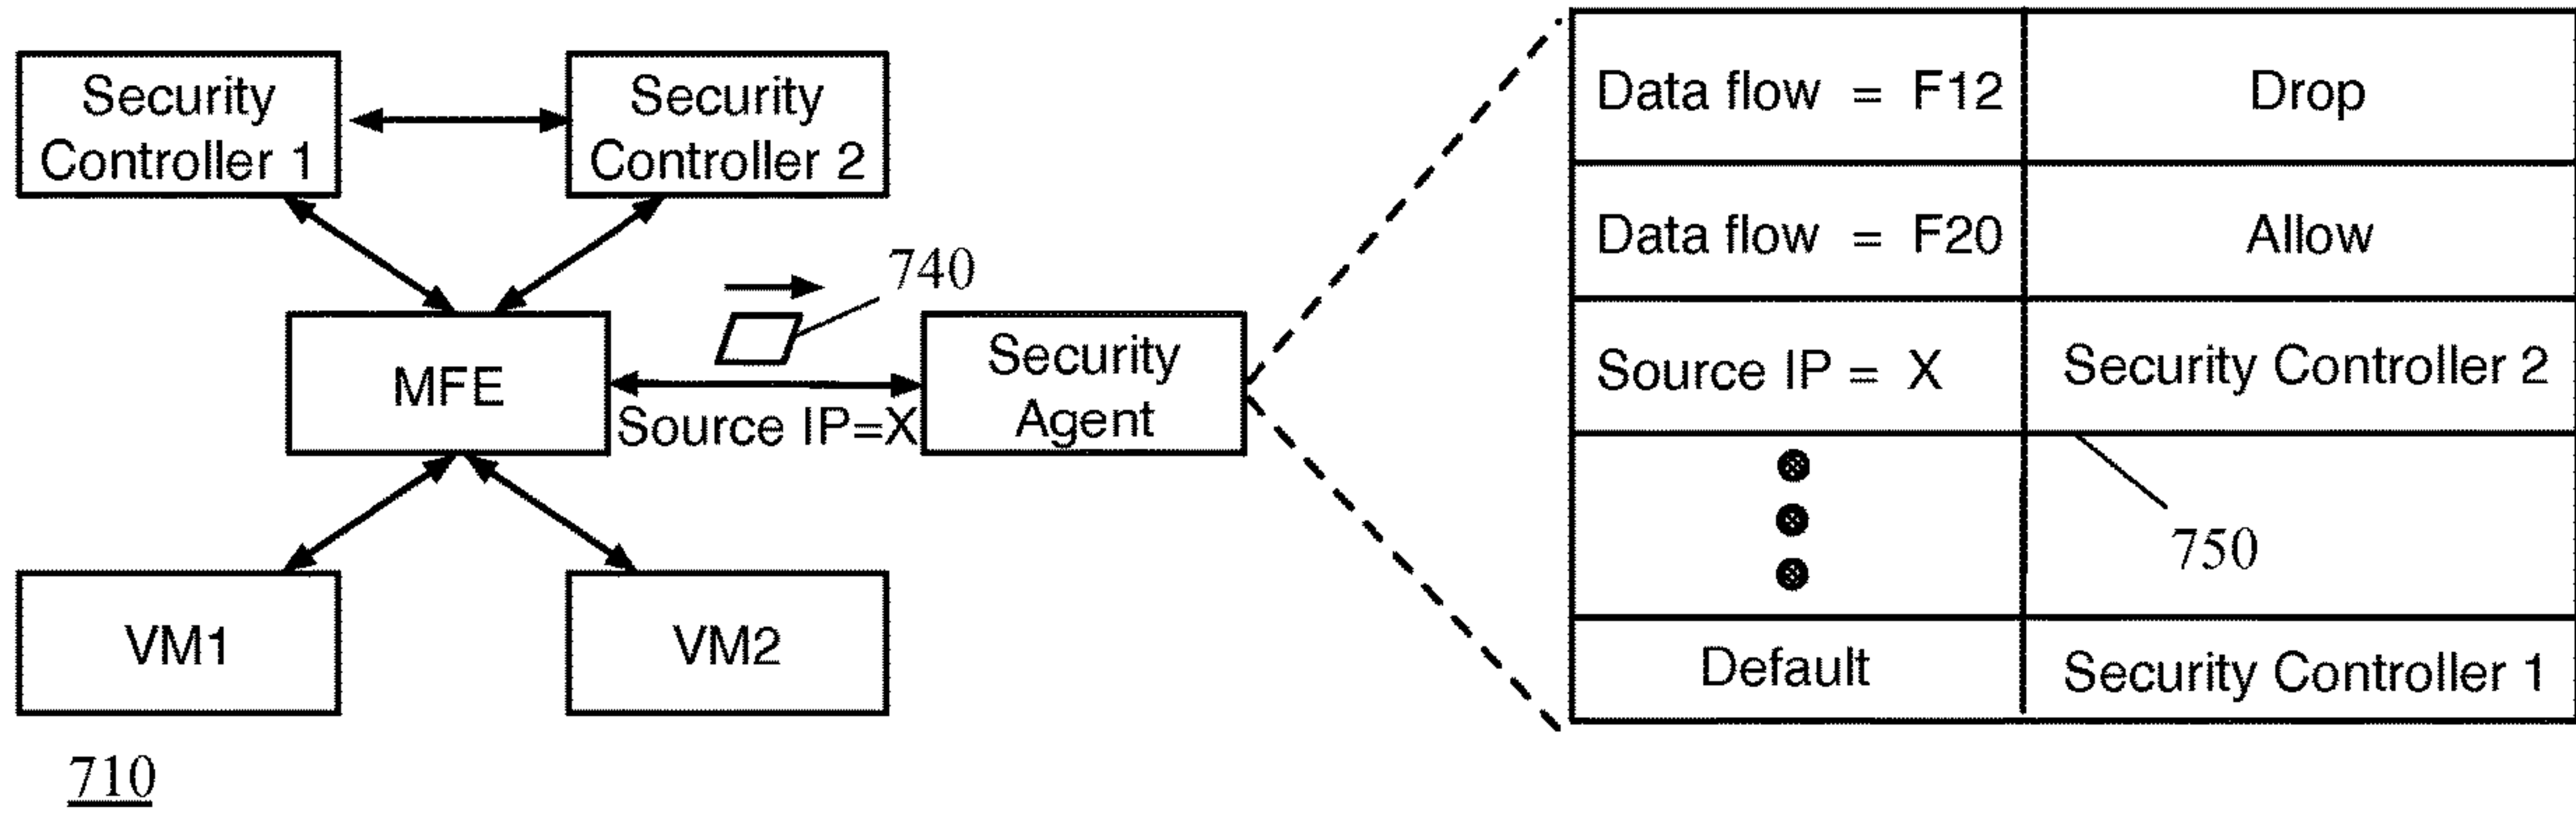 Security
Controller 1
Security
Controller 2
740
MFE
Source IP=X
Security
Agent
VM1
VM2
710
Data flow = F12
Drop
Data flow = F20
Allow
Source IP = X
Security Controller 2
750
Default
Security Controller 1